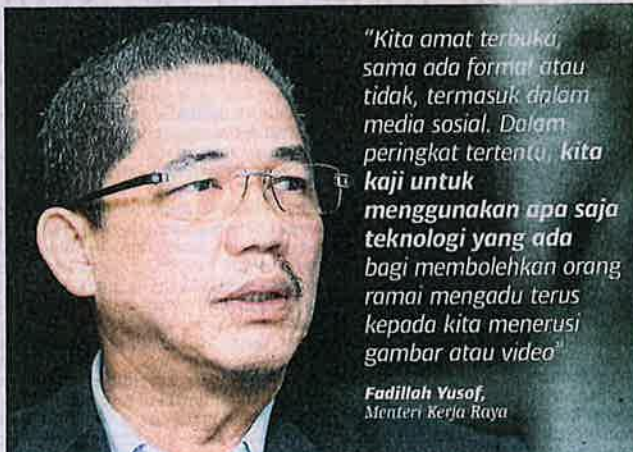 "Kita amat terbuka,
sama ada formal atau
tidak, termasuk dalam
media sosial. Dalam
peringkat tertentu, kita
kaji untuk
menggunakan apa saja
teknologi yang ada
bagi membolehkan orang
ramai mengadu terus
kepada kita menerusi
gambar atau video"
Fadillah Yusof,
Menteri Kerja Raya